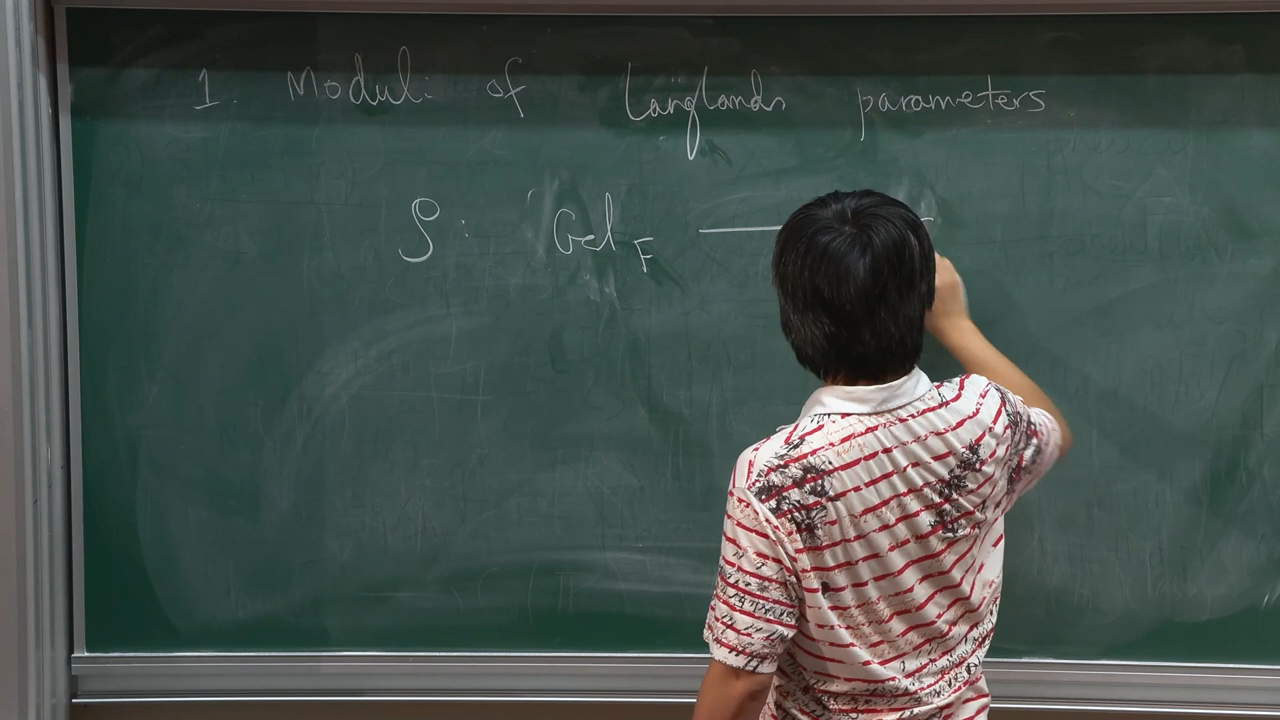 1. Moduli of Langlands parameters
ρ: Gal_F —